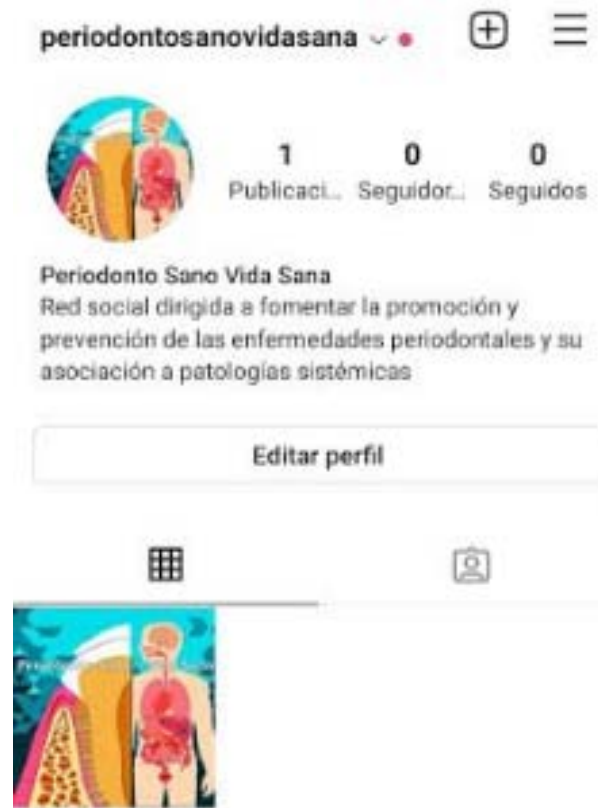 periodontosanovidasana
1 0 0
Publicaci... Seguidor... Seguidos
Periodonto Sano Vida Sana
Red social dirigida a fomentar la promoción y
prevención de las enfermedades periodontales y su
asociación a patologías sistémicas
Editar perfil